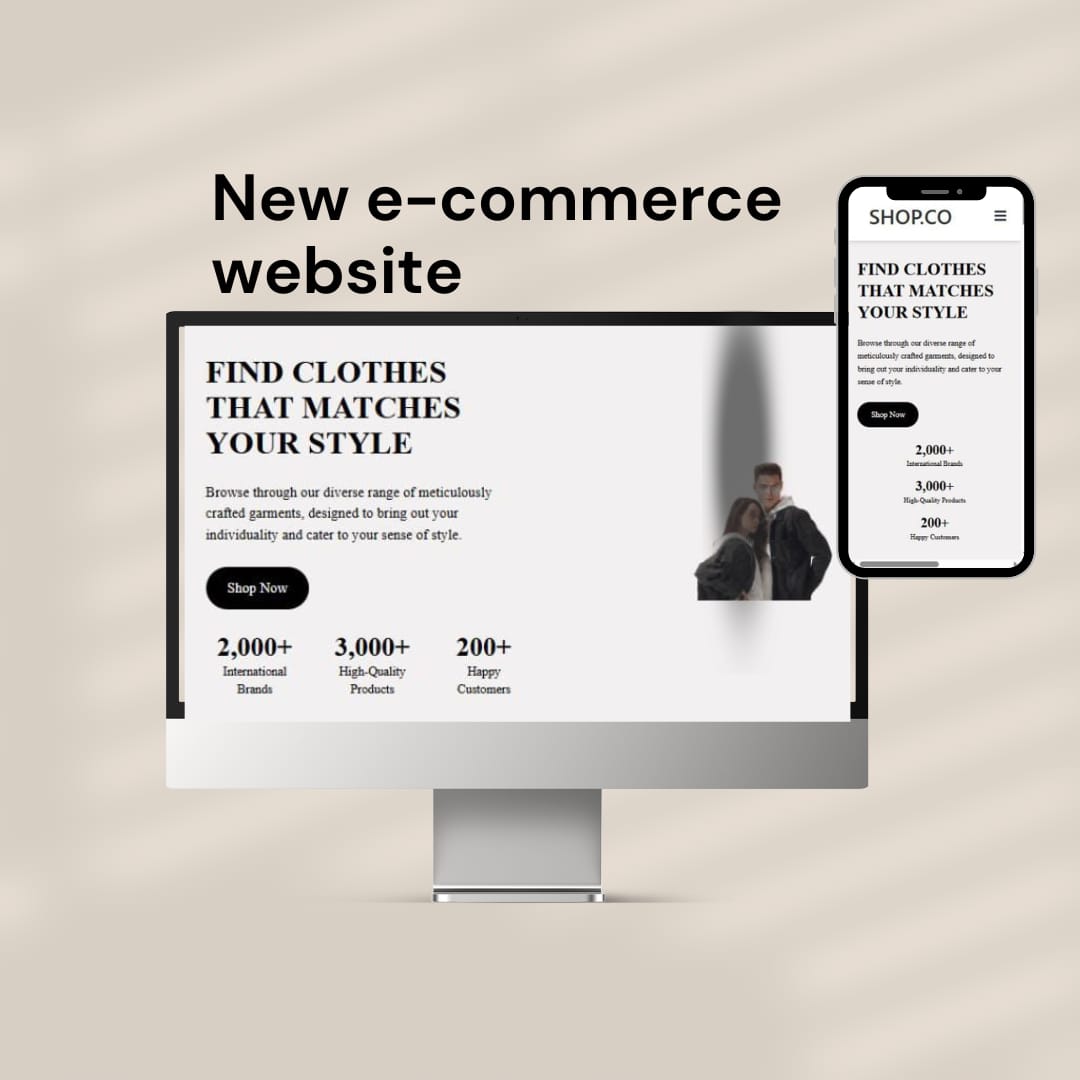 New e-commerce
website
FIND CLOTHES
THAT MATCHES
YOUR STYLE
Browse through our diverse range of meticulously
crafted garments, designed to bring out your
individuality and cater to your sense of style.
Shop Now
2,000+
International
Brands
3,000+
High-Quality
Products
200+
Happy
Customers
SHOP.CO
FIND CLOTHES
THAT MATCHES
YOUR STYLE
Browse through our diverse range of
meticulously crafted garments, designed to
bring out your individuality and cater to your
sense of style.
Shop Now
2,000+
International Brands
3,000+
High-Quality Products
200+
Happy Customers